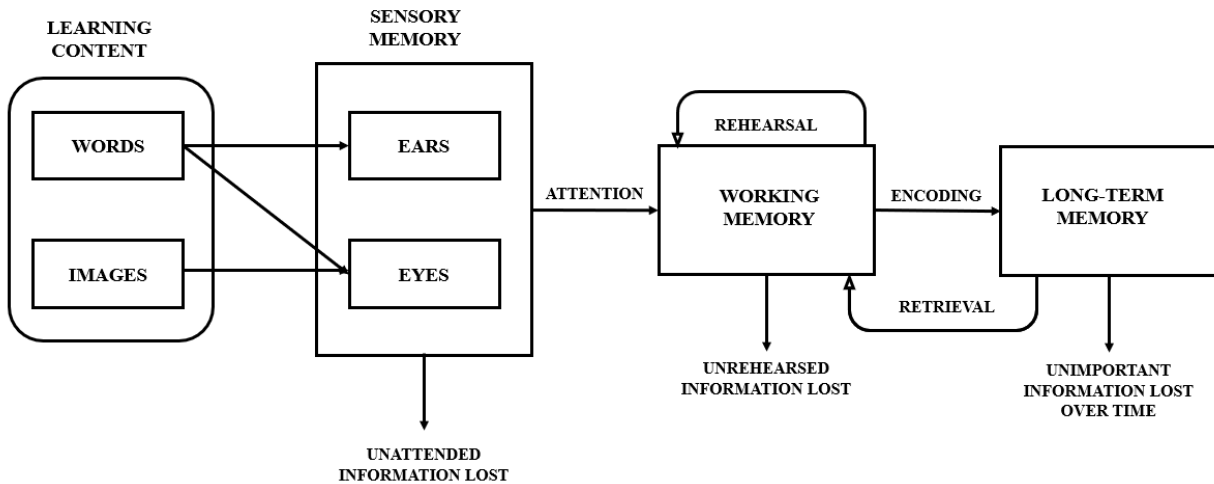 LEARNING
CONTENT
WORDS
IMAGES
SENSORY
MEMORY
EARS
EYES
UNATTENDED
INFORMATION LOST
ATTENTION
REHEARSAL
WORKING
MEMORY
UNREHEARSED
INFORMATION LOST
ENCODING
RETRIEVAL
LONG-TERM
MEMORY
UNIMPORTANT
INFORMATION LOST
OVER TIME